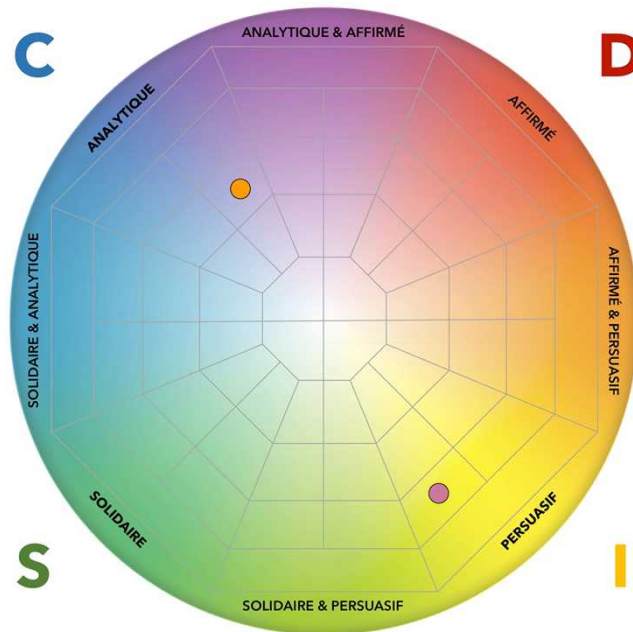 C
D
ANALYTIQUE & AFFIRMÉ
ANALYTIQUE
AFFIRMÉ
SOLIDAIRE & ANALYTIQUE
AFFIRMÉ & PERSUASIF
SOLIDAIRE
PERSUASIF
S
I
SOLIDAIRE & PERSUASIF